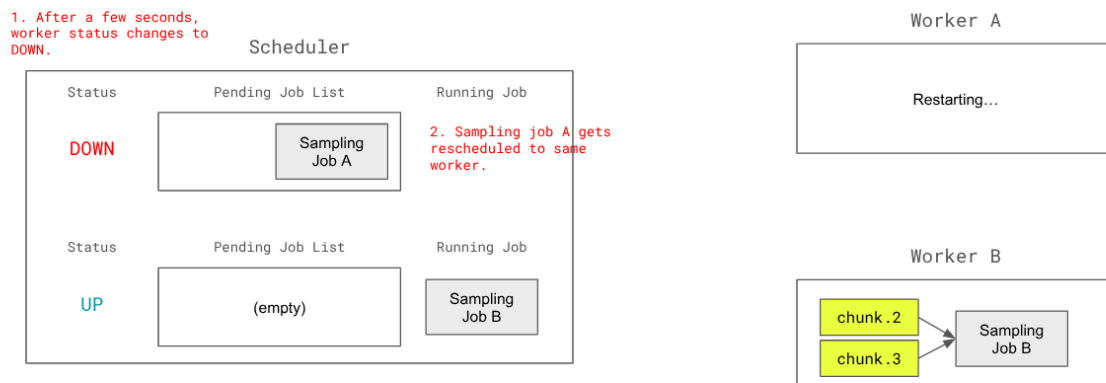 1. After a few seconds,
worker status changes to
DOWN.
Scheduler
Status
Pending Job List
Running Job
DOWN
Sampling
Job A
2. Sampling job A gets
rescheduled to same
worker.
Status
Pending Job List
Running Job
UP
(empty)
Sampling
Job B
Worker A
Restarting…
Worker B
chunk.2
chunk.3
Sampling
Job B